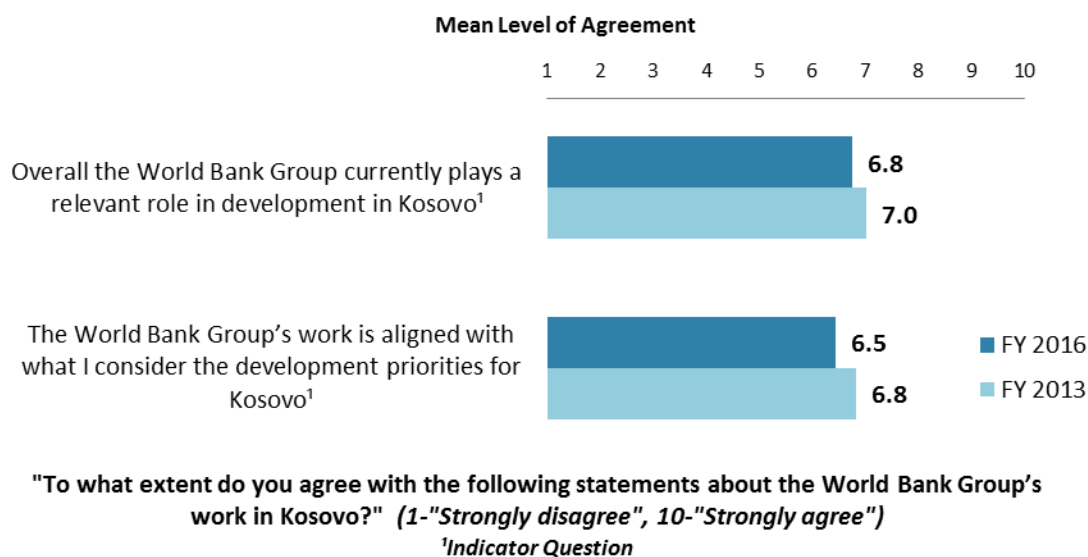 Mean Level of Agreement
1 2 3 4 5 6 7 8 9 10
Overall the World Bank Group currently plays a
relevant role in development in Kosovo¹
6.8
7.0
The World Bank Group’s work is aligned with
what I consider the development priorities for
Kosovo¹
6.5
6.8
FY 2016
FY 2013
"To what extent do you agree with the following statements about the World Bank Group’s
work in Kosovo?" (1-"Strongly disagree", 10-"Strongly agree")
¹Indicator Question